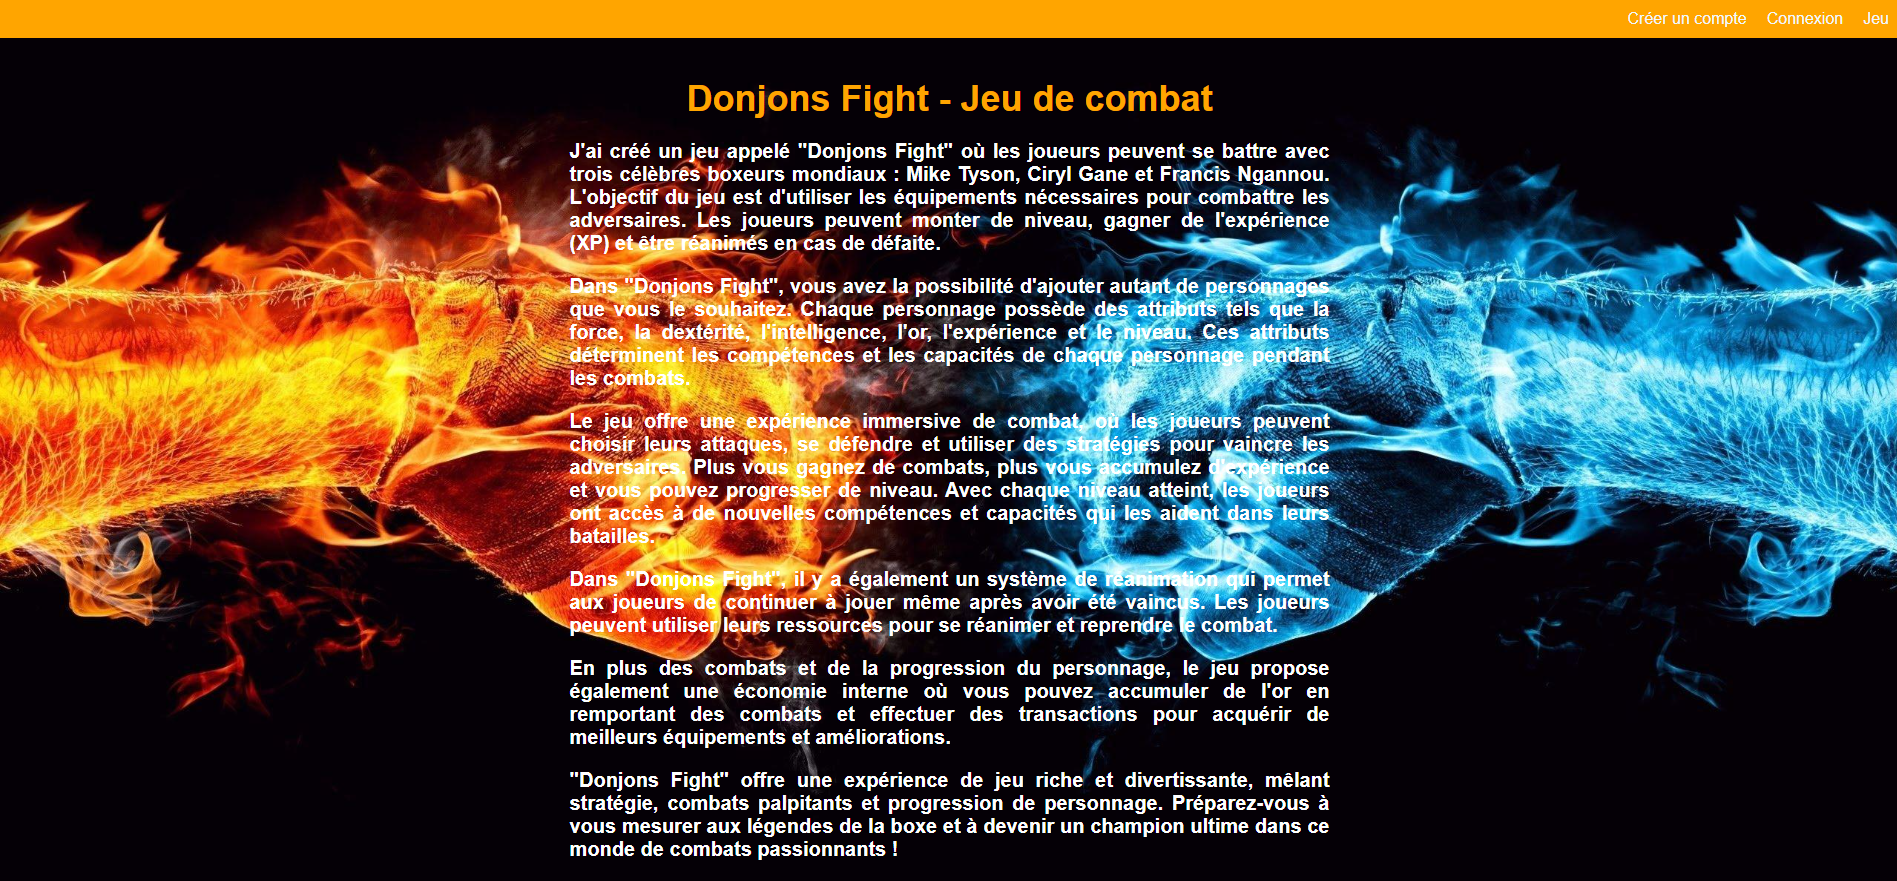 Créer un compte Connexion Jeu
Donjons Fight - Jeu de combat
J'ai créé un jeu appelé "Donjons Fight" où les joueurs peuvent se battre avec
trois célèbres boxeurs mondiaux : Mike Tyson, Ciryl Gane et Francis Ngannou.
L'objectif du jeu est d'utiliser les équipements nécessaires pour combattre les
adversaires. Les joueurs peuvent monter de niveau, gagner de l'expérience
(XP) et être réanimés en cas de défaite.
Dans "Donjons Fight", vous avez la possibilité d'ajouter autant de personnages
que vous le souhaitez. Chaque personnage possède des attributs tels que la
force, la dextérité, l'intelligence, l'or, l'expérience et le niveau. Ces attributs
déterminent les compétences et les capacités de chaque personnage pendant
les combats.
Le jeu offre une expérience immersive de combat, où les joueurs peuvent
choisir leurs attaques, se défendre et utiliser des stratégies pour vaincre les
adversaires. Plus vous gagnez de combats, plus vous accumulez d'expérience
et vous pouvez progresser de niveau. Avec chaque niveau atteint, les joueurs
ont accès à de nouvelles compétences et capacités qui les aident dans leurs
batailles.
Dans "Donjons Fight", il y a également un système de réanimation qui permet
aux joueurs de continuer à jouer même après avoir été vaincus. Les joueurs
peuvent utiliser leurs ressources pour se réanimer et reprendre le combat.
En plus des combats et de la progression du personnage, le jeu propose
également une économie interne où vous pouvez accumuler de l'or en
remportant des combats et effectuer des transactions pour acquérir de
meilleurs équipements et améliorations.
"Donjons Fight" offre une expérience de jeu riche et divertissante, mêlant
stratégie, combats palpitants et progression de personnage. Préparez-vous à
vous mesurer aux légendes de la boxe et à devenir un champion ultime dans ce
monde de combats passionnants !